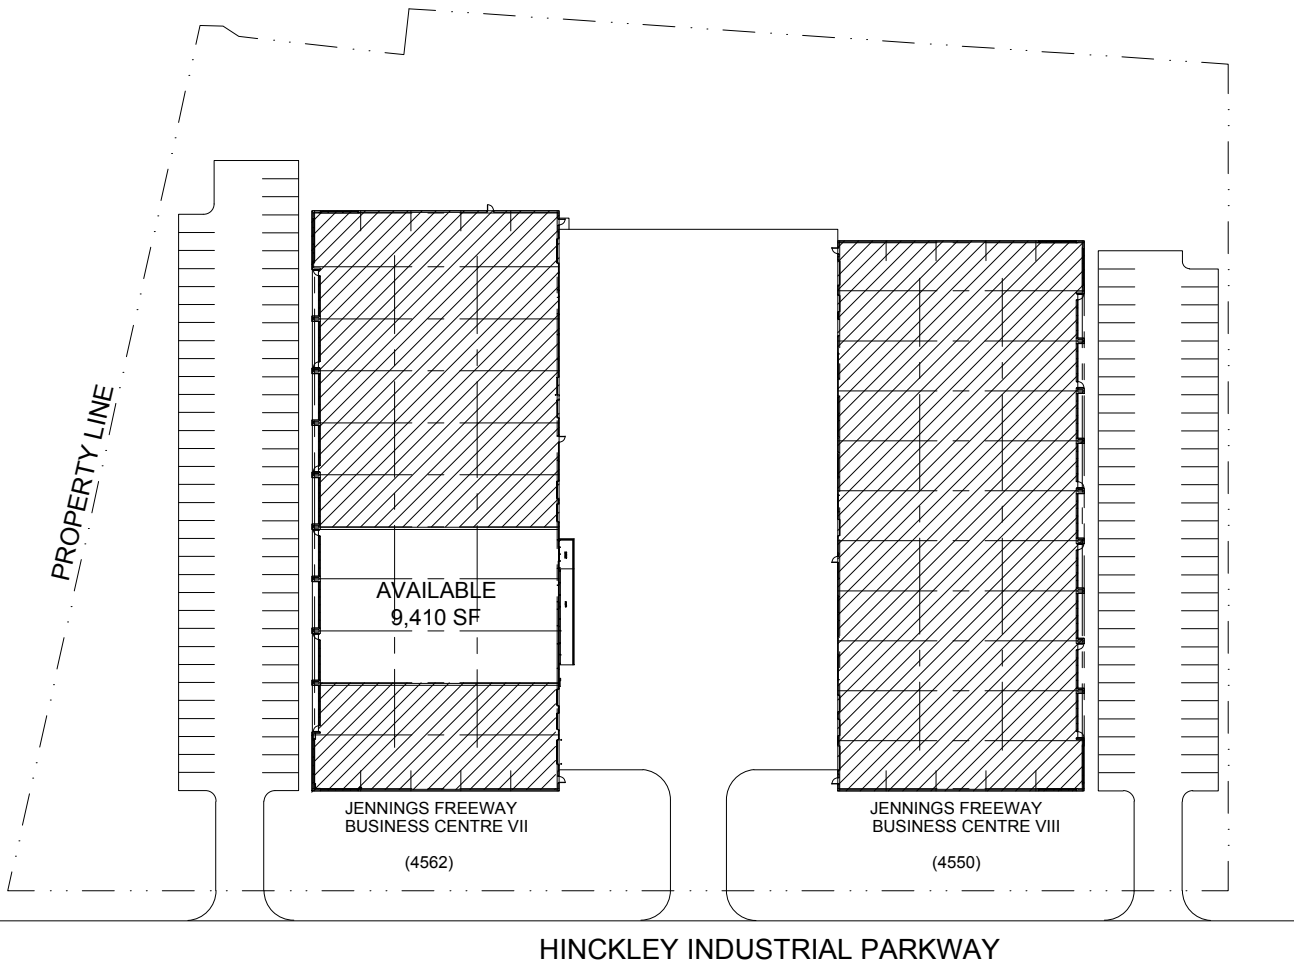 PROPERTY LINE
AVAILABLE
9,410 SF
JENNINGS FREEWAY
BUSINESS CENTRE VII
(4562)
JENNINGS FREEWAY
BUSINESS CENTRE VIII
(4550)
HINCKLEY INDUSTRIAL PARKWAY